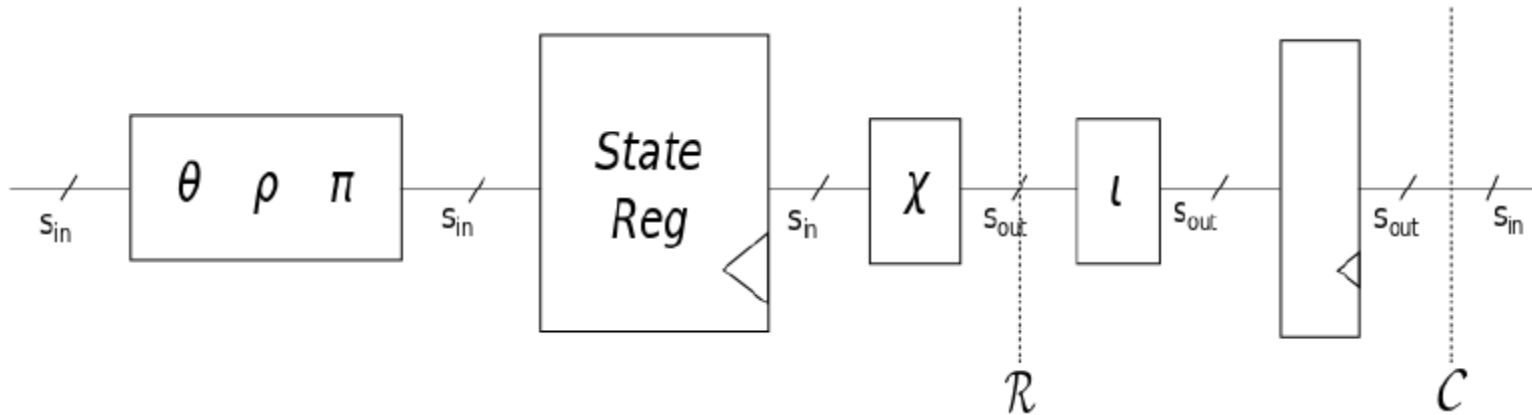 θ ρ π
State
Reg
χ
ι
s_in
s_in
s_in
s_out
s_out
s_out
s_in
ℛ
𝒞